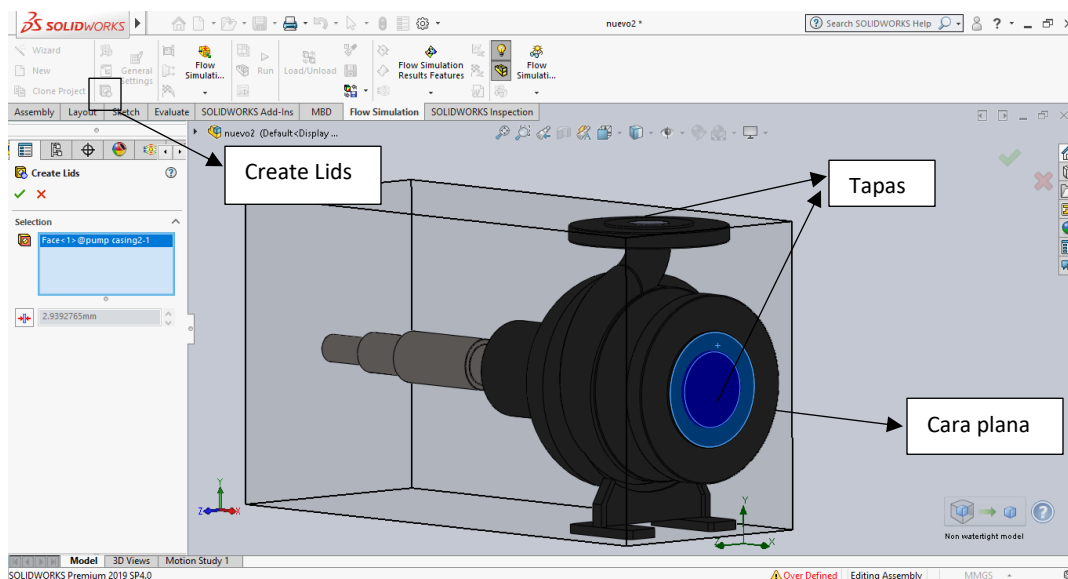 SOLIDWORKS
nuevo2 *
Search SOLIDWORKS Help
Wizard
New
Clone Project
General
Settings
Flow
Simulati...
Run
Load/Unload
Flow Simulation
Results Features
Flow
Simulati...
Assembly Layout Sketch Evaluate SOLIDWORKS Add-Ins MBD Flow Simulation SOLIDWORKS Inspection
nuevo2 (Default<Display ...
Create Lids
Selection
Face<1>@pump casing2-1
2.9392765mm
Create Lids
Tapas
Cara plana
Y
Z
X
Y
Z
X
Non watertight model
Model 3D Views Motion Study 1
SOLIDWORKS Premium 2019 SP4.0
Over Defined Editing Assembly MMGS